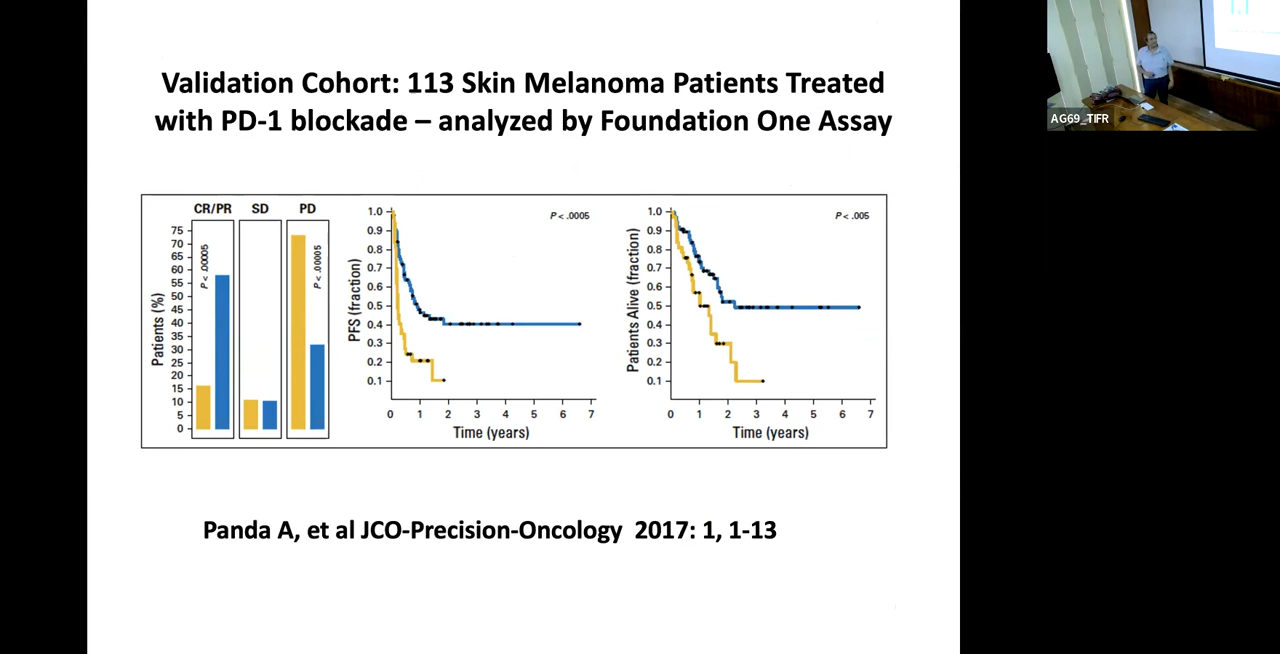 Validation Cohort: 113 Skin Melanoma Patients Treated
with PD-1 blockade – analyzed by Foundation One Assay
CR/PR
SD
PD
Patients (%)
75
70
65
60
55
50
45
40
35
30
25
20
15
10
5
0
P < .00005
P < .00005
PFS (fraction)
1.0
0.9
0.8
0.7
0.6
0.5
0.4
0.3
0.2
0.1
P < .0005
0 1 2 3 4 5 6 7
Time (years)
Patients Alive (fraction)
1.0
0.9
0.8
0.7
0.6
0.5
0.4
0.3
0.2
0.1
P < .005
0 1 2 3 4 5 6 7
Time (years)
Panda A, et al JCO-Precision-Oncology 2017: 1, 1-13
AG69_TIFR